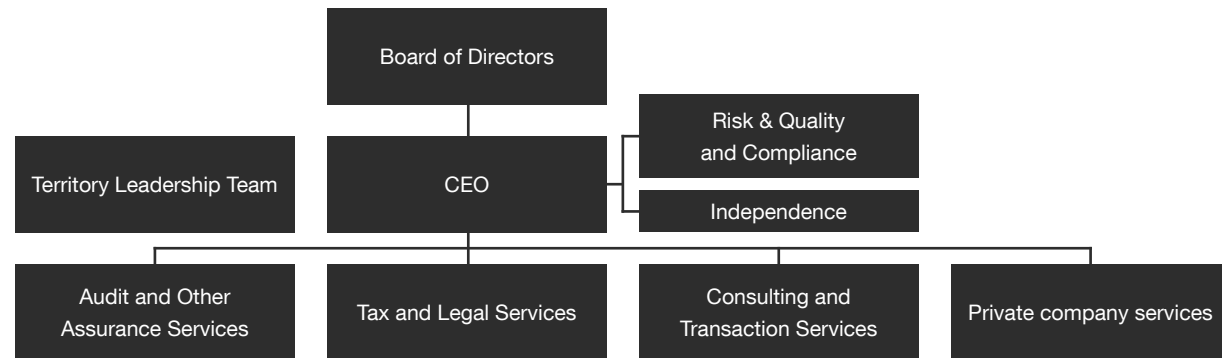 Board of Directors
Risk & Quality
and Compliance
Territory Leadership Team
CEO
Independence
Audit and Other
Assurance Services
Tax and Legal Services
Consulting and
Transaction Services
Private company services